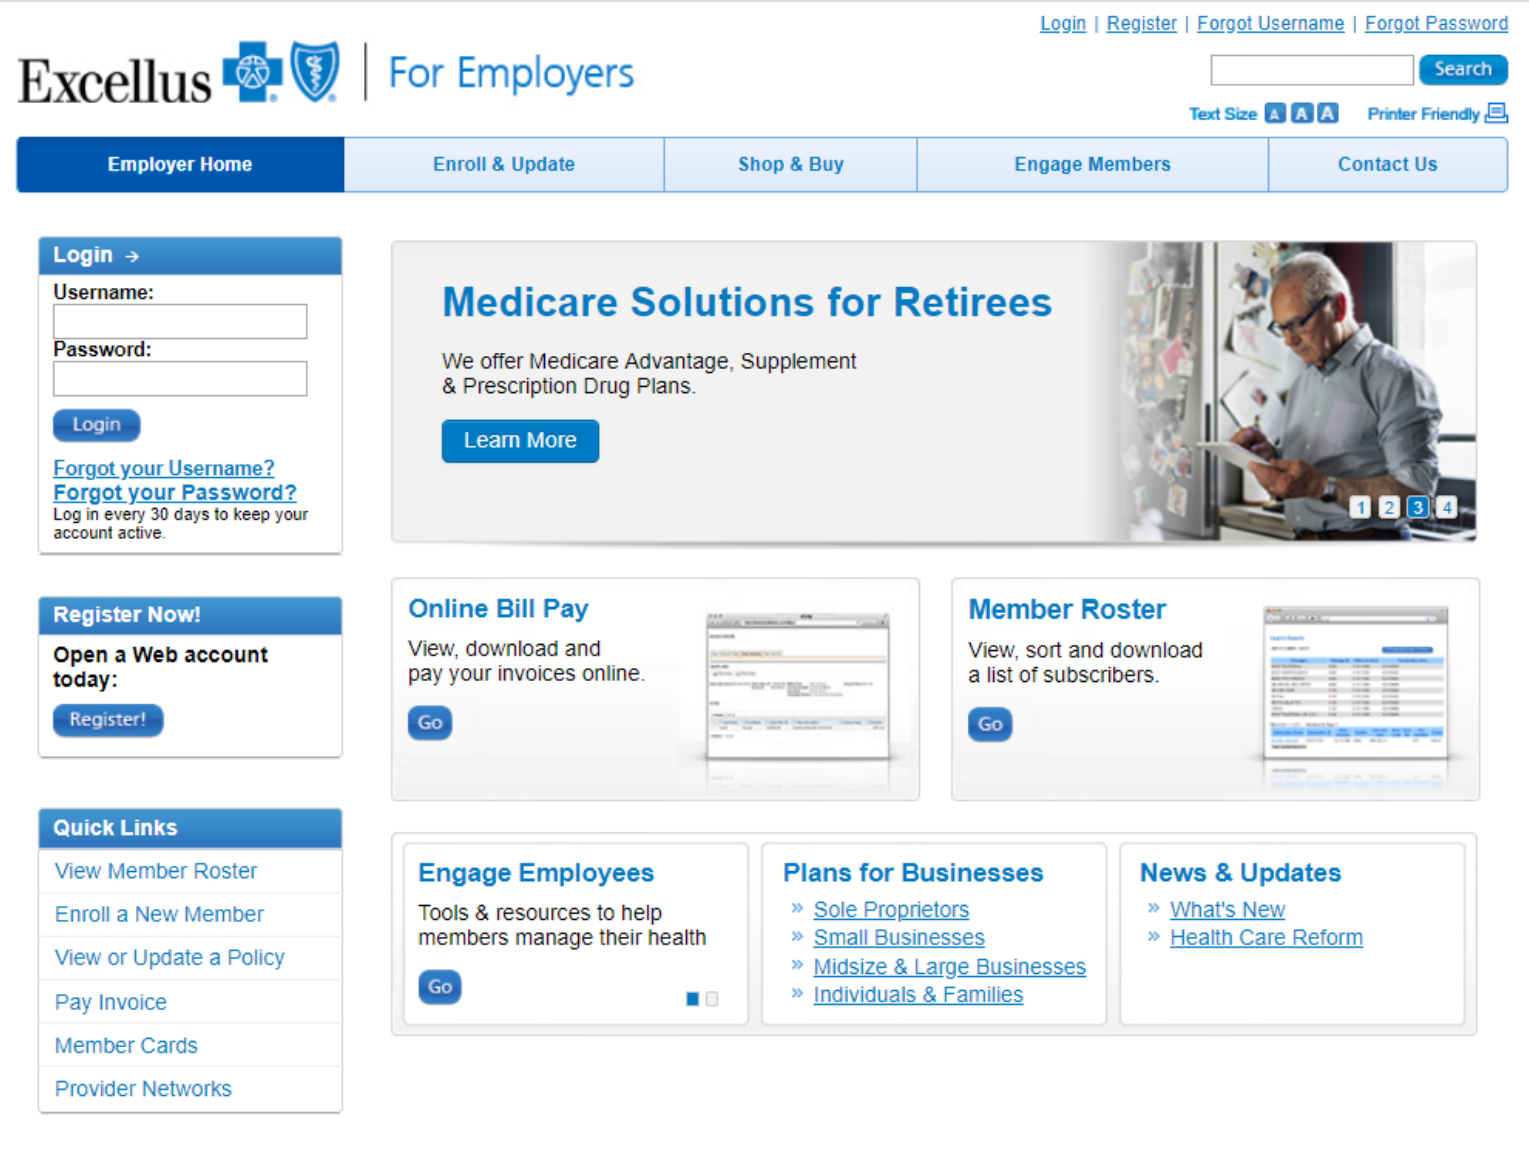 Login | Register | Forgot Username | Forgot Password
Excellus
For Employers
Search
Text Size A A A Printer Friendly
Employer Home Enroll & Update Shop & Buy Engage Members Contact Us
Login →
Username:
Password:
Login
Forgot your Username?
Forgot your Password?
Log in every 30 days to keep your
account active.
Medicare Solutions for Retirees
We offer Medicare Advantage, Supplement
& Prescription Drug Plans.
Learn More
1 2 3 4
Register Now!
Open a Web account
today:
Register!
Online Bill Pay
View, download and
pay your invoices online.
Go
Member Roster
View, sort and download
a list of subscribers.
Go
Quick Links
View Member Roster
Enroll a New Member
View or Update a Policy
Pay Invoice
Member Cards
Provider Networks
Engage Employees
Tools & resources to help
members manage their health
Go
Plans for Businesses
» Sole Proprietors
» Small Businesses
» Midsize & Large Businesses
» Individuals & Families
News & Updates
» What's New
» Health Care Reform